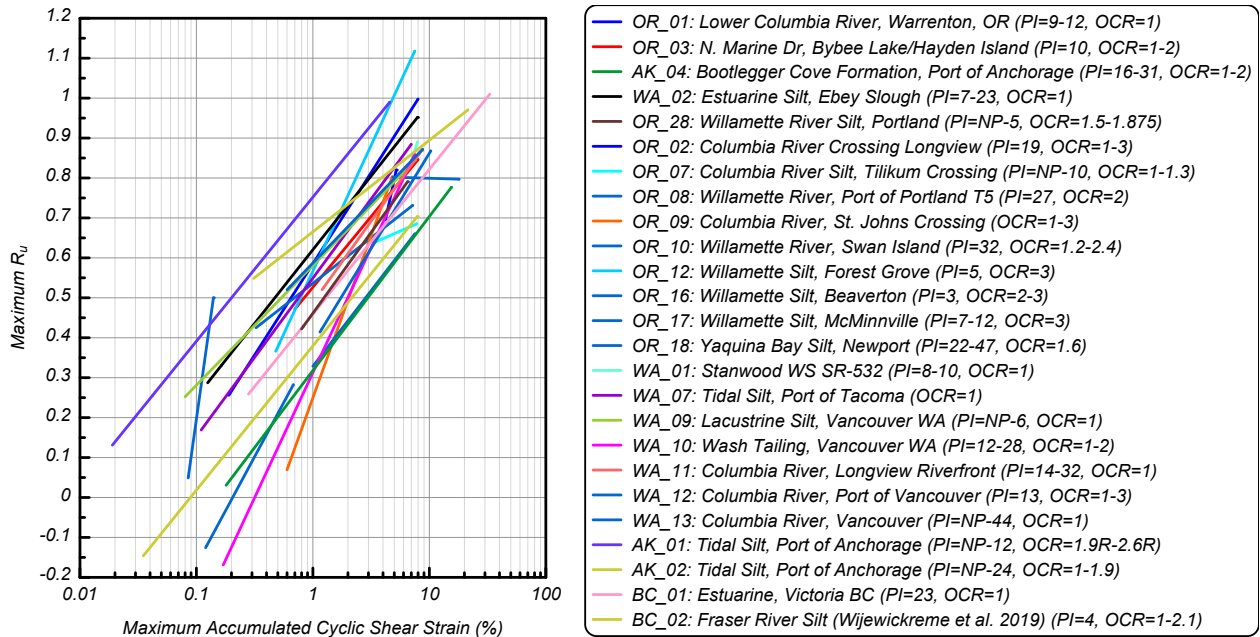 1.2
1.1
1
0.9
0.8
0.7
0.6
0.5
0.4
0.3
0.2
0.1
0
-0.1
-0.2
Maximum R_u
0.01 0.1 1 10 100
Maximum Accumulated Cyclic Shear Strain (%)
OR_01: Lower Columbia River, Warrenton, OR (PI=9-12, OCR=1)
OR_03: N. Marine Dr, Bybee Lake/Hayden Island (PI=10, OCR=1-2)
AK_04: Bootlegger Cove Formation, Port of Anchorage (PI=16-31, OCR=1-2)
WA_02: Estuarine Silt, Ebey Slough (PI=7-23, OCR=1)
OR_28: Willamette River Silt, Portland (PI=NP-5, OCR=1.5-1.875)
OR_02: Columbia River Crossing Longview (PI=19, OCR=1-3)
OR_07: Columbia River Silt, Tilikum Crossing (PI=NP-10, OCR=1-1.3)
OR_08: Willamette River, Port of Portland T5 (PI=27, OCR=2)
OR_09: Columbia River, St. Johns Crossing (OCR=1-3)
OR_10: Willamette River, Swan Island (PI=32, OCR=1.2-2.4)
OR_12: Willamette Silt, Forest Grove (PI=5, OCR=3)
OR_16: Willamette Silt, Beaverton (PI=3, OCR=2-3)
OR_17: Willamette Silt, McMinnville (PI=7-12, OCR=3)
OR_18: Yaquina Bay Silt, Newport (PI=22-47, OCR=1.6)
WA_01: Stanwood WS SR-532 (PI=8-10, OCR=1)
WA_07: Tidal Silt, Port of Tacoma (OCR=1)
WA_09: Lacustrine Silt, Vancouver WA (PI=NP-6, OCR=1)
WA_10: Wash Tailing, Vancouver WA (PI=12-28, OCR=1-2)
WA_11: Columbia River, Longview Riverfront (PI=14-32, OCR=1)
WA_12: Columbia River, Port of Vancouver (PI=13, OCR=1-3)
WA_13: Columbia River, Vancouver (PI=NP-44, OCR=1)
AK_01: Tidal Silt, Port of Anchorage (PI=NP-12, OCR=1.9R-2.6R)
AK_02: Tidal Silt, Port of Anchorage (PI=NP-24, OCR=1-1.9)
BC_01: Estuarine, Victoria BC (PI=23, OCR=1)
BC_02: Fraser River Silt (Wijewickreme et al. 2019) (PI=4, OCR=1-2.1)